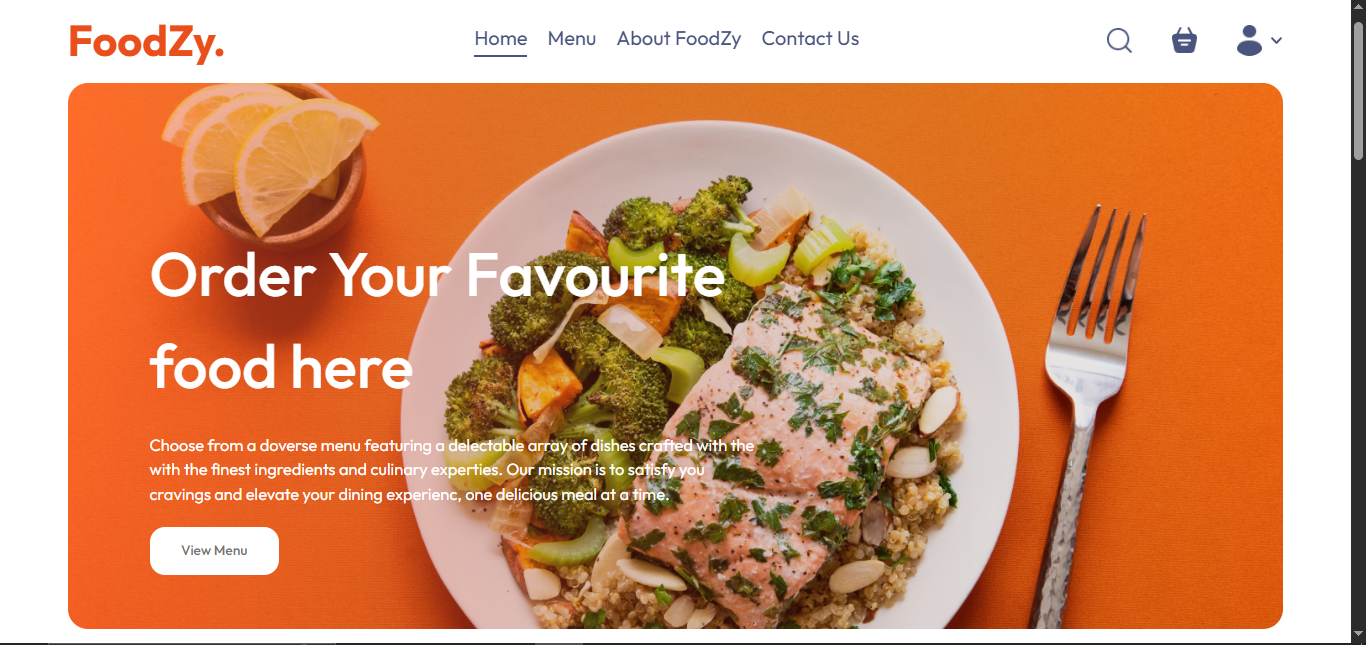 FoodZy.
Home Menu About FoodZy Contact Us
Order Your Favourite
food here
Choose from a doverse menu featuring a delectable array of dishes crafted with the
with the finest ingredients and culinary experties. Our mission is to satisfy you
cravings and elevate your dining experienc, one delicious meal at a time.
View Menu